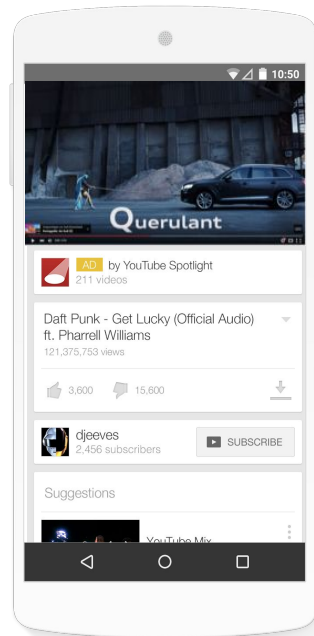 10:50
Querulant
AD by YouTube Spotlight
211 videos
Daft Punk - Get Lucky (Official Audio)
ft. Pharrell Williams
121,375,753 views
3,600
15,600
djeeves
2,456 subscribers
SUBSCRIBE
Suggestions
YouTube Mix